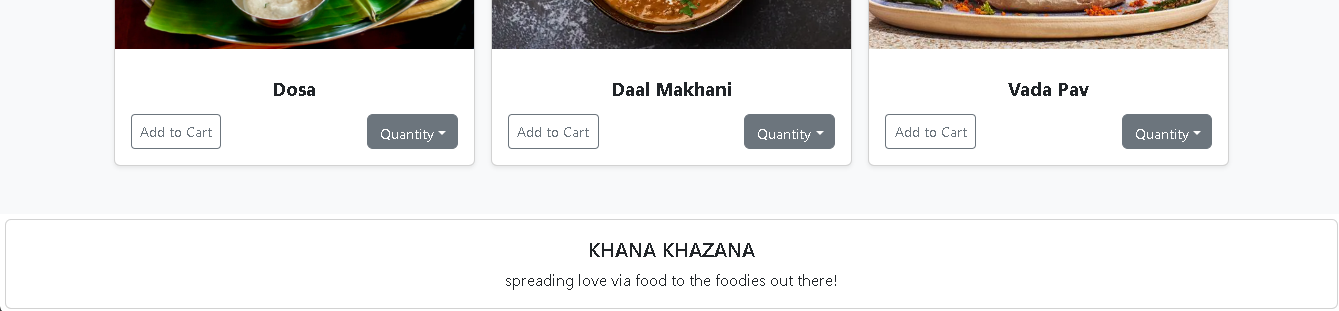 Dosa Daal Makhani Vada Pav
Add to Cart Quantity Add to Cart Quantity Add to Cart Quantity
KHANA KHAZANA
spreading love via food to the foodies out there!